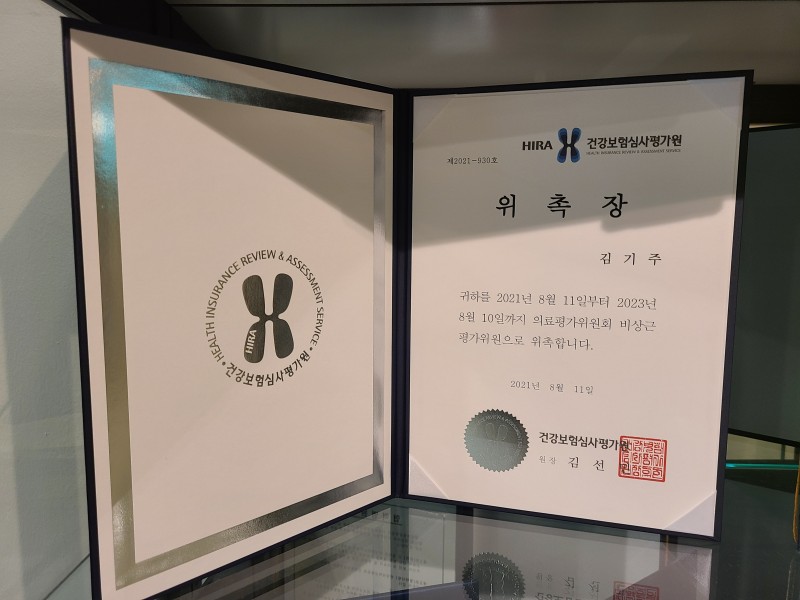 HEALTH INSURANCE REVIEW & ASSESSMENT SERVICE
HIRA
건강보험심사평가원
HIRA 건강보험심사평가원
HEALTH INSURANCE REVIEW & ASSESSMENT SERVICE
제2021-930호
위 촉 장
김 기 주
귀하를 2021년 8월 11일부터 2023년
8월 10일까지 의료평가위원회 비상근
평가위원으로 위촉합니다.
2021년 8월 11일
건강보험심사평가원
원장 김 선 민